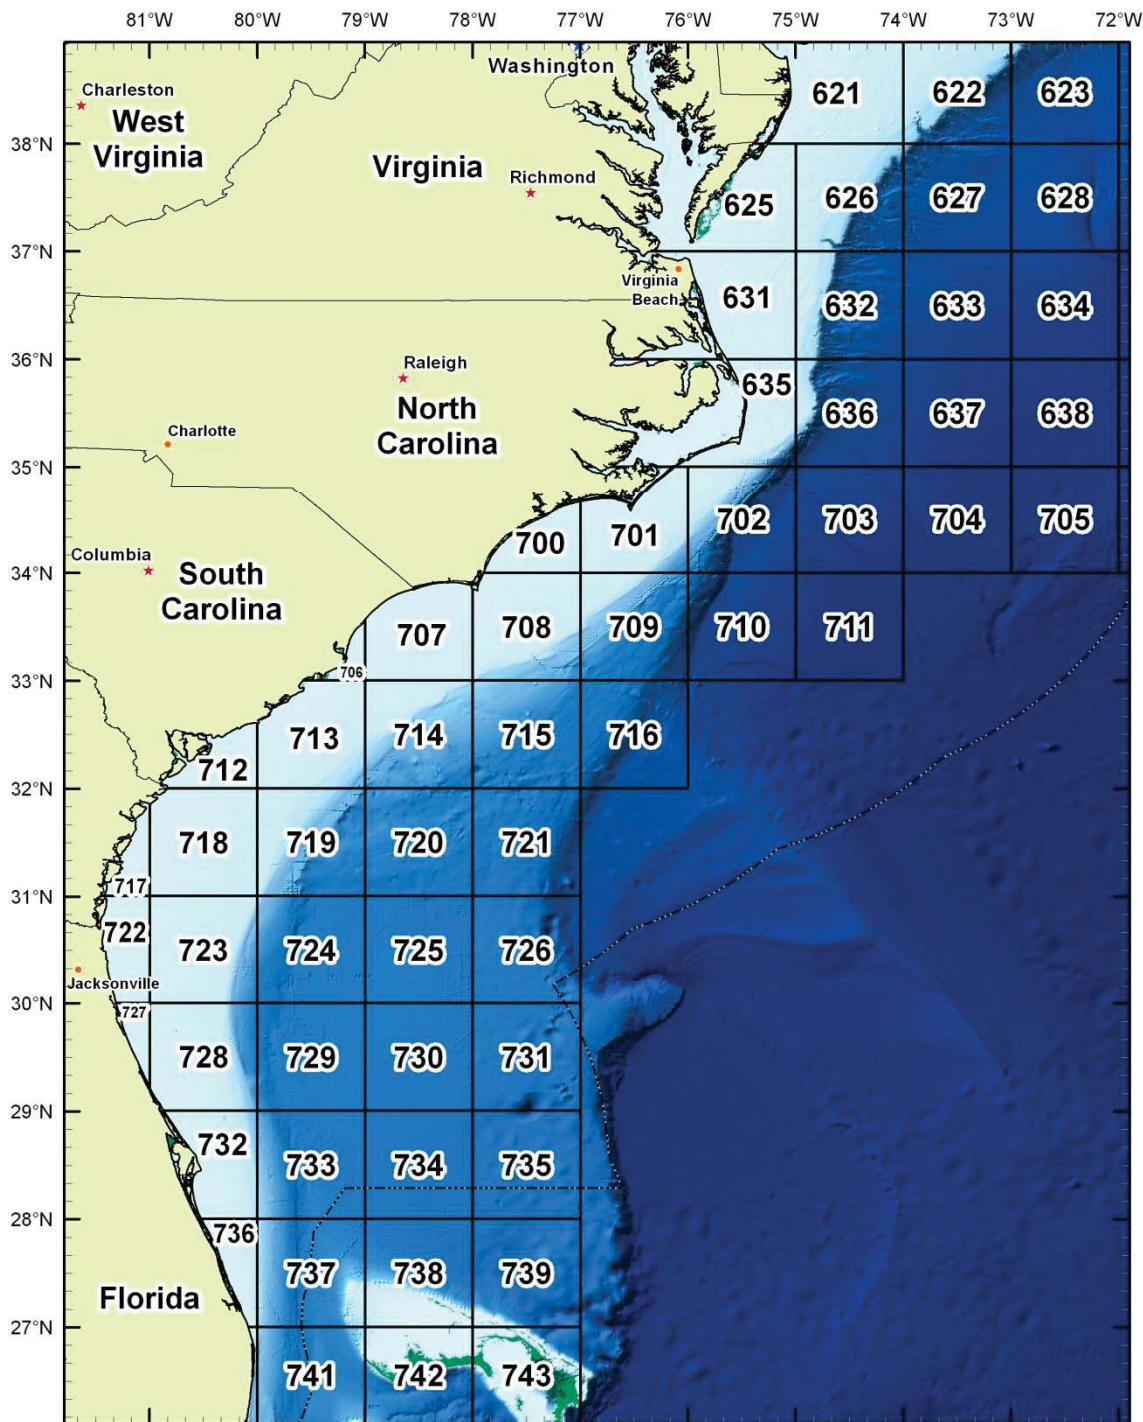 81°W 80°W 79°W 78°W 77°W 76°W 75°W 74°W 73°W 72°W
Washington
Charleston
621 622 623
West
Virginia
38°N
Virginia
Richmond
625 626 627 628
37°N
Virginia
Beach
631 632 633 634
36°N
Raleigh
635
North
Carolina
636 637 638
Charlotte
35°N
700 701 702 703 704 705
Columbia
34°N
South
Carolina
707 708 709 710 711
706
33°N
712 713 714 715 716
32°N
718 719 720 721
717
31°N
722 723 724 725 726
Jacksonville
30°N
727
728 729 730 731
29°N
732 733 734 735
28°N
736
737 738 739
Florida
27°N
741 742 743